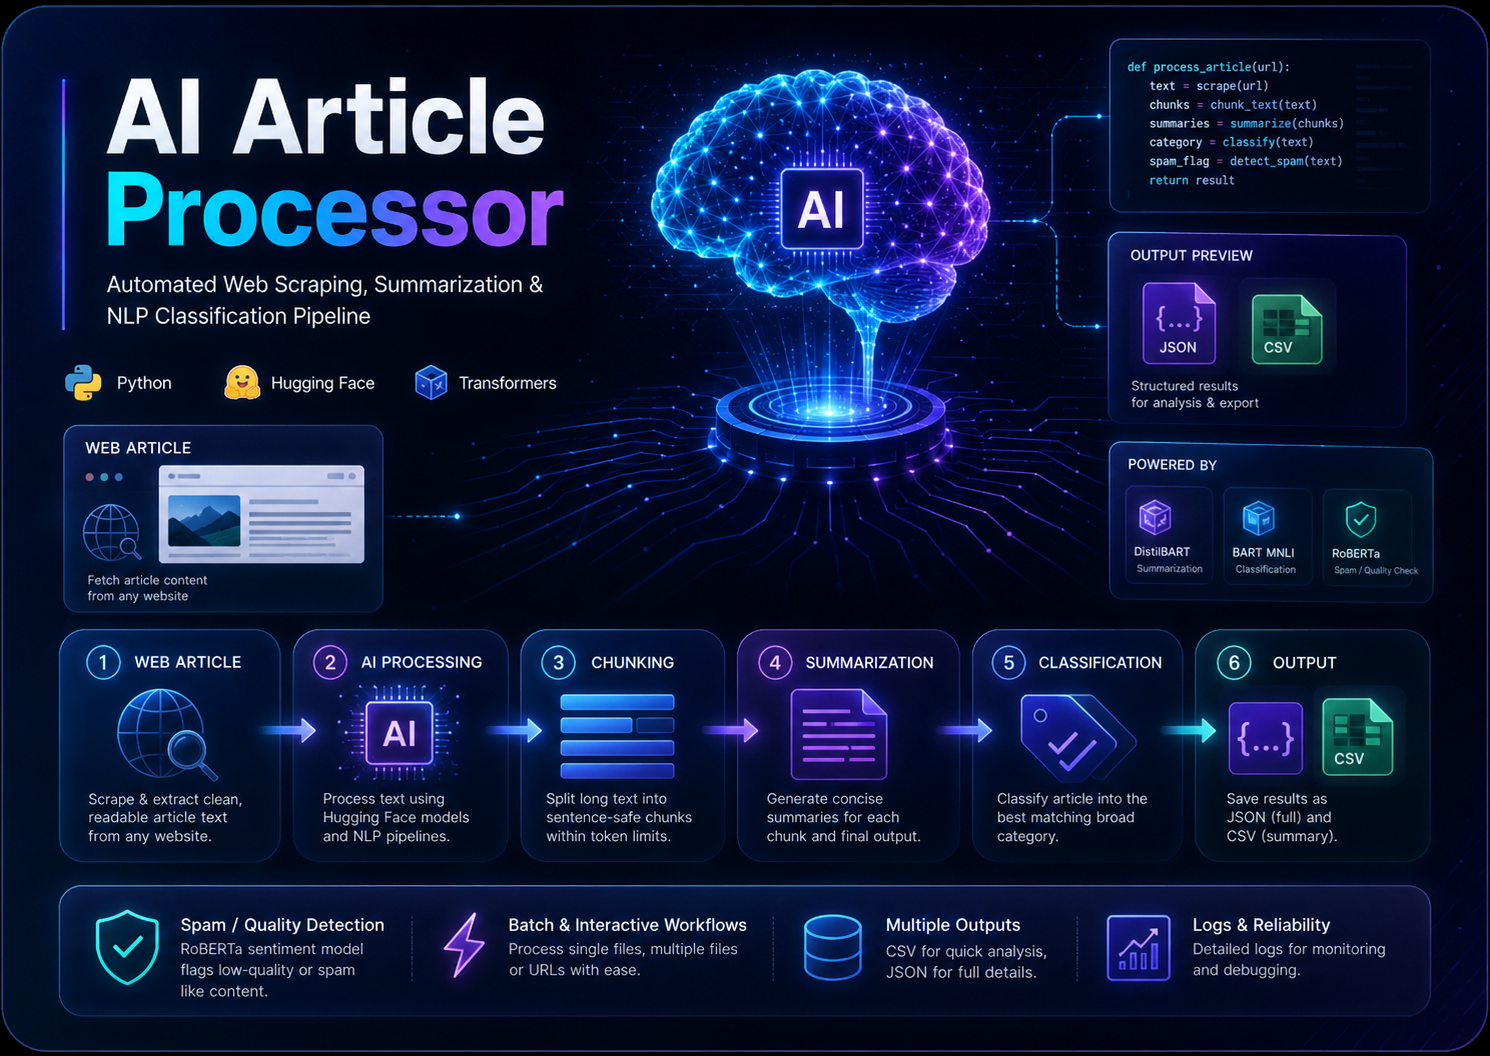 AI Article
Processor
Automated Web Scraping, Summarization &
NLP Classification Pipeline
Python
Hugging Face
Transformers
WEB ARTICLE
Fetch article content
from any website
AI
def process_article(url):
text = scrape(url)
chunks = chunk_text(text)
summaries = summarize(chunks)
category = classify(text)
spam_flag = detect_spam(text)
return result
OUTPUT PREVIEW
{...}
JSON
CSV
Structured results
for analysis & export
POWERED BY
DistilBART
Summarization
BART MNLI
Classification
RoBERTa
Spam / Quality Check
1 WEB ARTICLE
Scrape & extract clean,
readable article text
from any website.
2 AI PROCESSING
AI
Process text using
Hugging Face models
and NLP pipelines.
3 CHUNKING
Split long text into
sentence-safe chunks
within token limits.
4 SUMMARIZATION
Generate concise
summaries for each
chunk and final output.
5 CLASSIFICATION
Classify article into the
best matching broad
category.
6 OUTPUT
{...}
CSV
Save results as
JSON (full) and
CSV (summary).
Spam / Quality Detection
RoBERTa sentiment model
flags low-quality or spam
like content.
Batch & Interactive Workflows
Process single files, multiple files
or URLs with ease.
Multiple Outputs
CSV for quick analysis,
JSON for full details.
Logs & Reliability
Detailed logs for monitoring
and debugging.